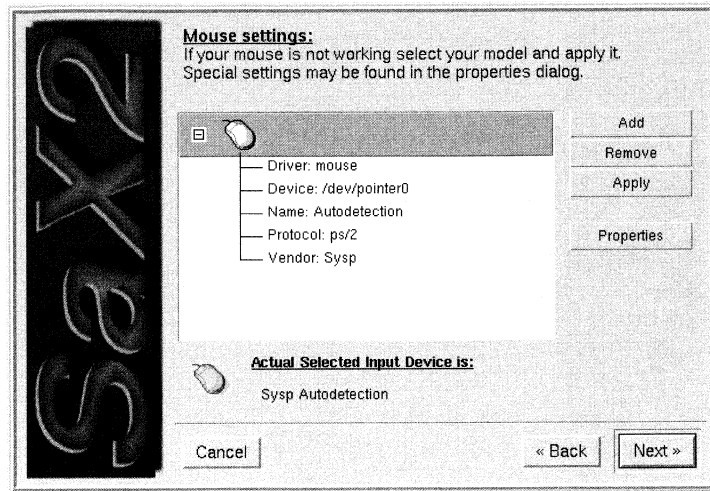 SaX2
Mouse settings:
If your mouse is not working select your model and apply it.
Special settings may be found in the properties dialog.
Driver: mouse
Device: /dev/pointer0
Name: Autodetection
Protocol: ps/2
Vendor: Sysp
Add
Remove
Apply
Properties
Actual Selected Input Device is:
Sysp Autodetection
Cancel
« Back
Next »